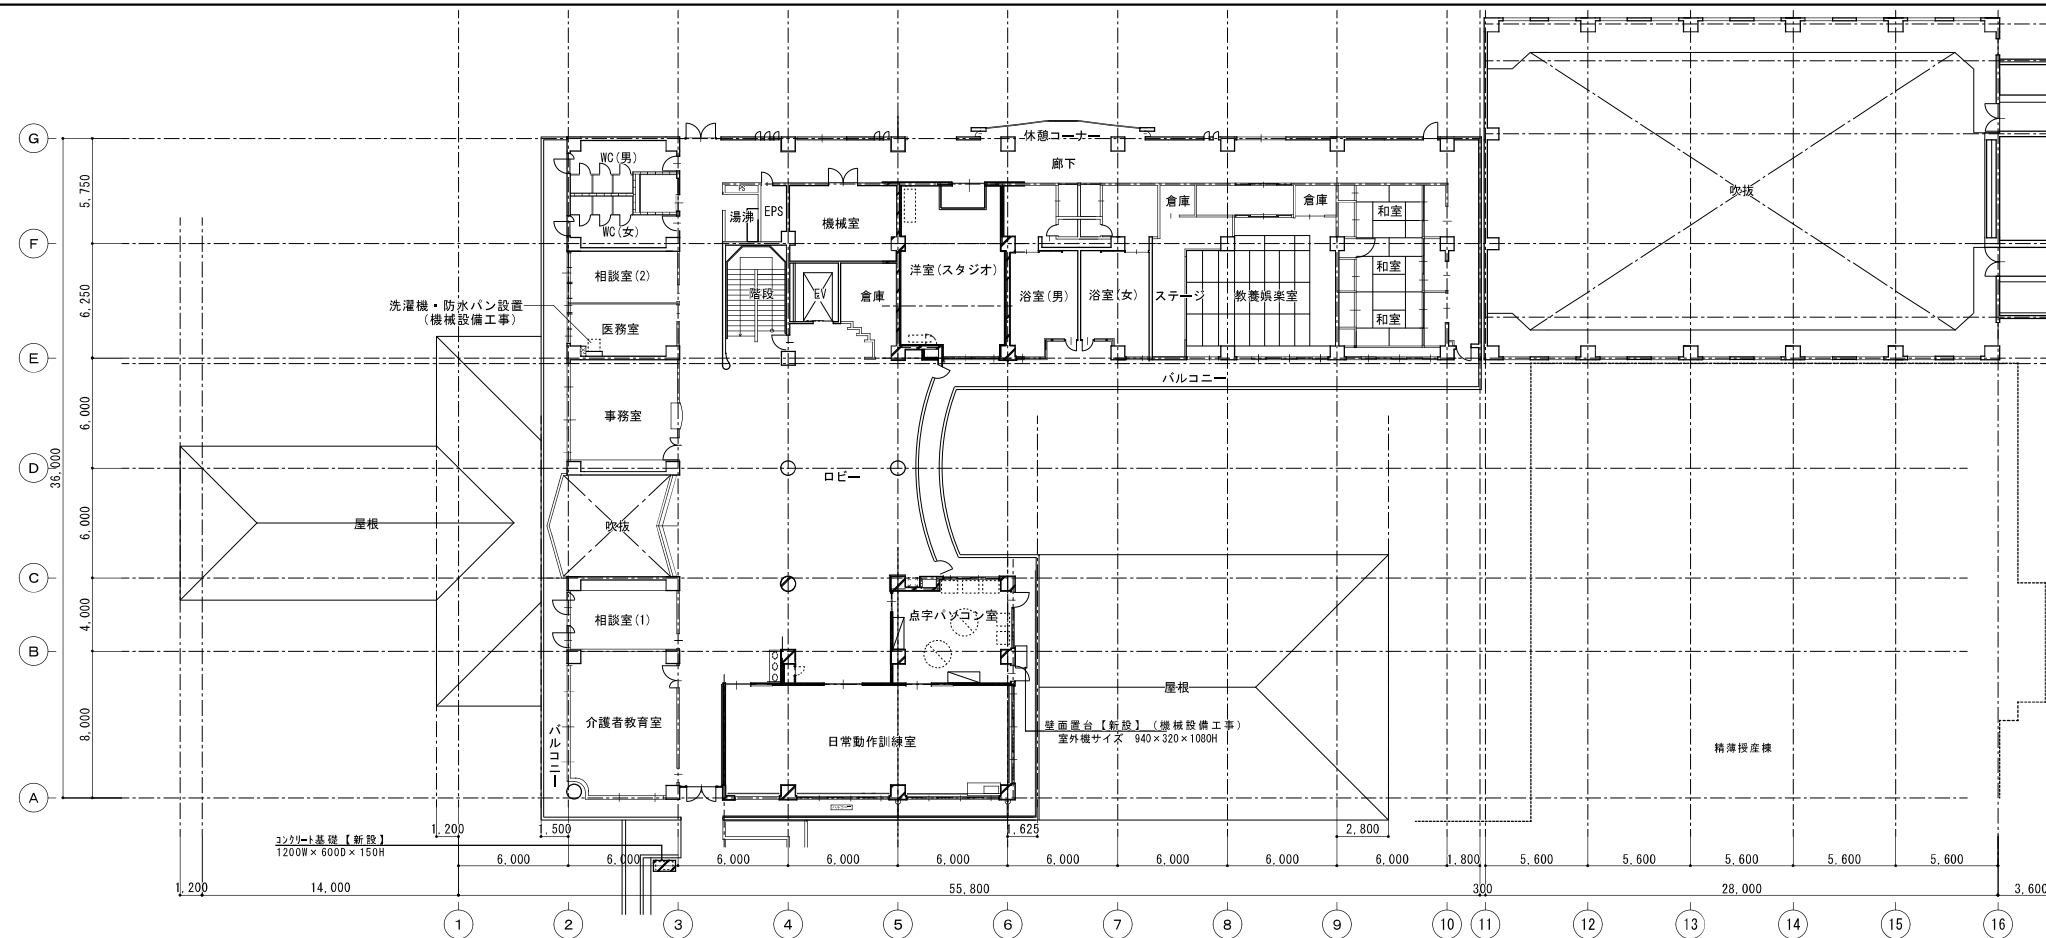 G
休憩コーナー
WC(男)
廊下
5,750
吹抜
PS
倉庫
倉庫
EPS
和室
湯沸
機械室
WC(女)
F
相談室(2)
洋室(スタジオ)
和室
階段
EV
倉庫
浴室(男)
浴室(女)
ステージ
教養娯楽室
6,250
洗濯機・防水パン設置
(機械設備工事)
医務室
和室
E
バルコニー
事務室
6,000
D
36,000
ロビー
屋根
吹抜
6,000
C
相談室(1)
点字パソコン室
4,000
B
屋根
介護者教育室
壁面置台【新設】(機械設備工事)
室外機サイズ 940×320×1080H
日常動作訓練室
精薄授産棟
8,000
バルコニー
A
1,200
1,500
1,625
2,800
コンクリート基礎【新設】
1200W×600D×150H
6,000
6,000
6,000
6,000
6,000
6,000
6,000
6,000
6,000
1,800
5,600
5,600
5,600
5,600
5,600
1,200
14,000
55,800
300
28,000
3,600
1
2
3
4
5
6
7
8
9
10
11
12
13
14
15
16